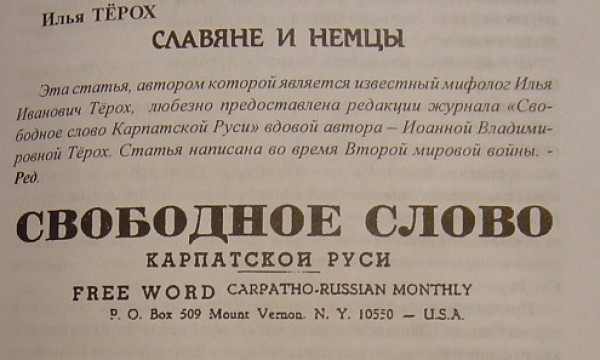 Илья ТЁРОХ
СЛАВЯНЕ И НЕМЦЫ
Эта статья, автором которой является известный мифолог Илья
Иванович Тёрох, любезно предоставлена редакции журнала «Сво-
бодное слово Карпатской Руси» вдовой автора – Иоанной Владими-
ровной Тёрох. Статья написана во время Второй мировой войны. -
Ред.
СВОБОДНОЕ СЛОВО
КАРПАТСКОЙ РУСИ
FREE WORD CARPATHO-RUSSIAN MONTHLY
P. O. Box 509 Mount Vernon. N. Y. 10550 — U.S.A.